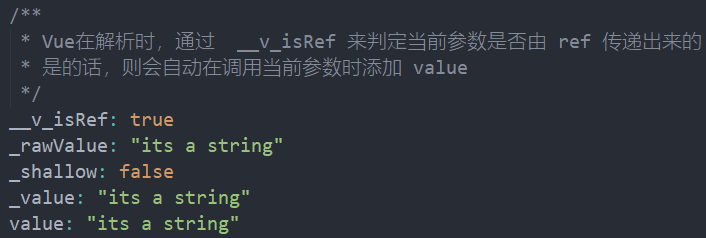 /**
* Vue在解析时，通过 __v_isRef 来判定当前参数是否由 ref 传递出来的
* 是的话，则会自动在调用当前参数时添加 value
*/
__v_isRef: true
_rawValue: "its a string"
_shallow: false
_value: "its a string"
value: "its a string"